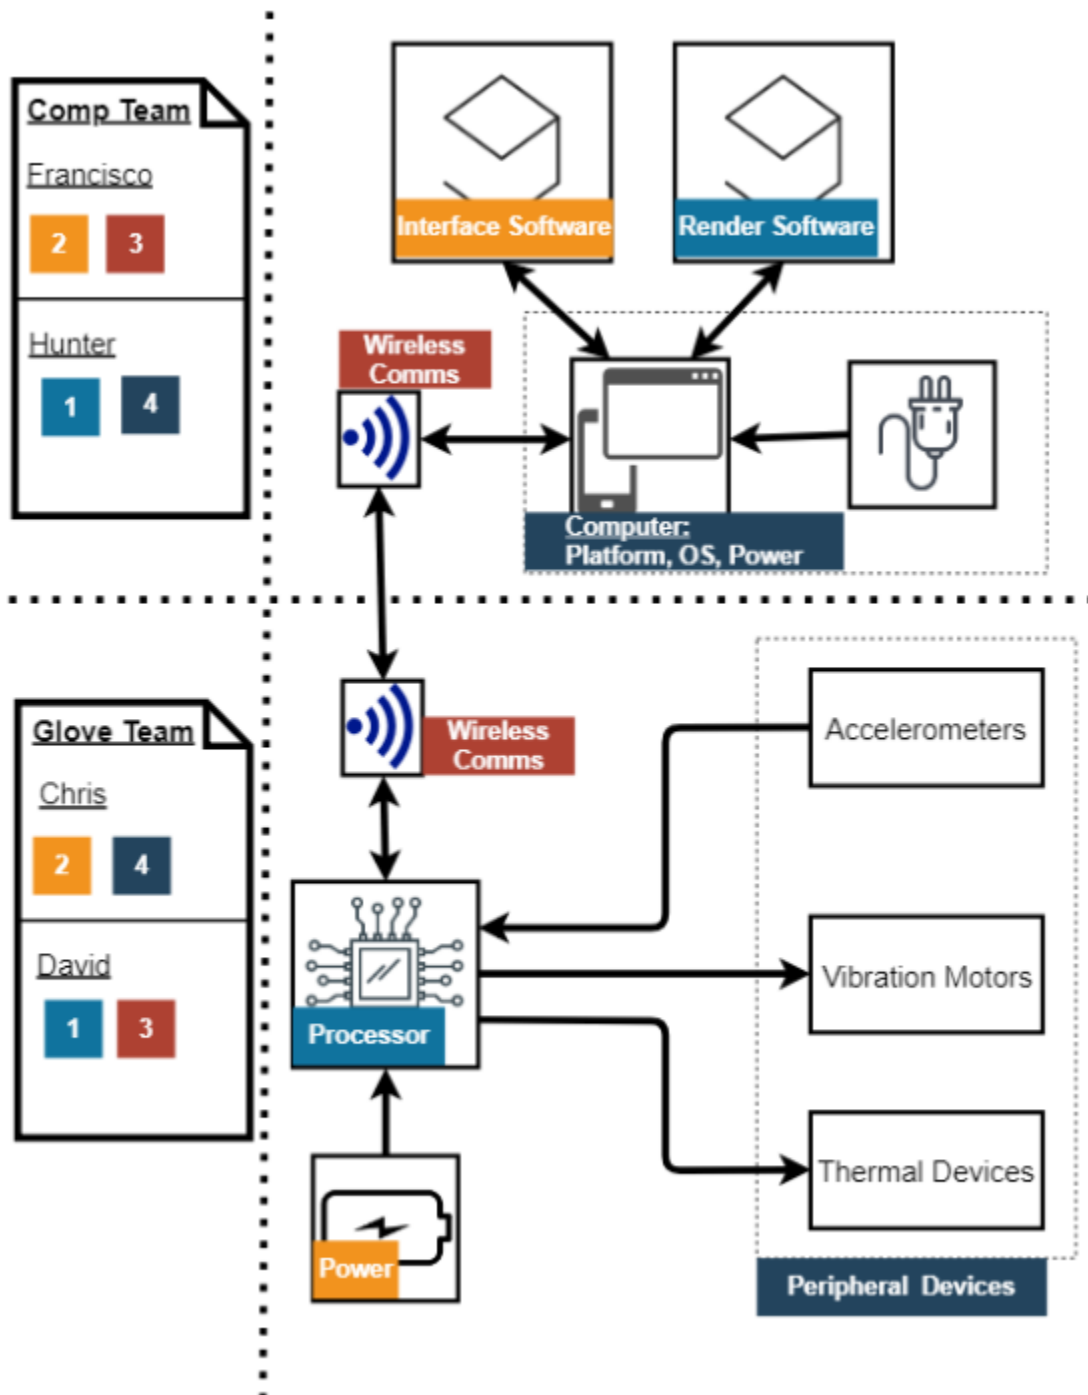 Comp Team
Francisco
2 3
Hunter
1 4
Interface Software
Render Software
Wireless
Comms
Computer:
Platform, OS, Power
Glove Team
Chris
2 4
David
1 3
Wireless
Comms
Processor
Power
Accelerometers
Vibration Motors
Thermal Devices
Peripheral Devices